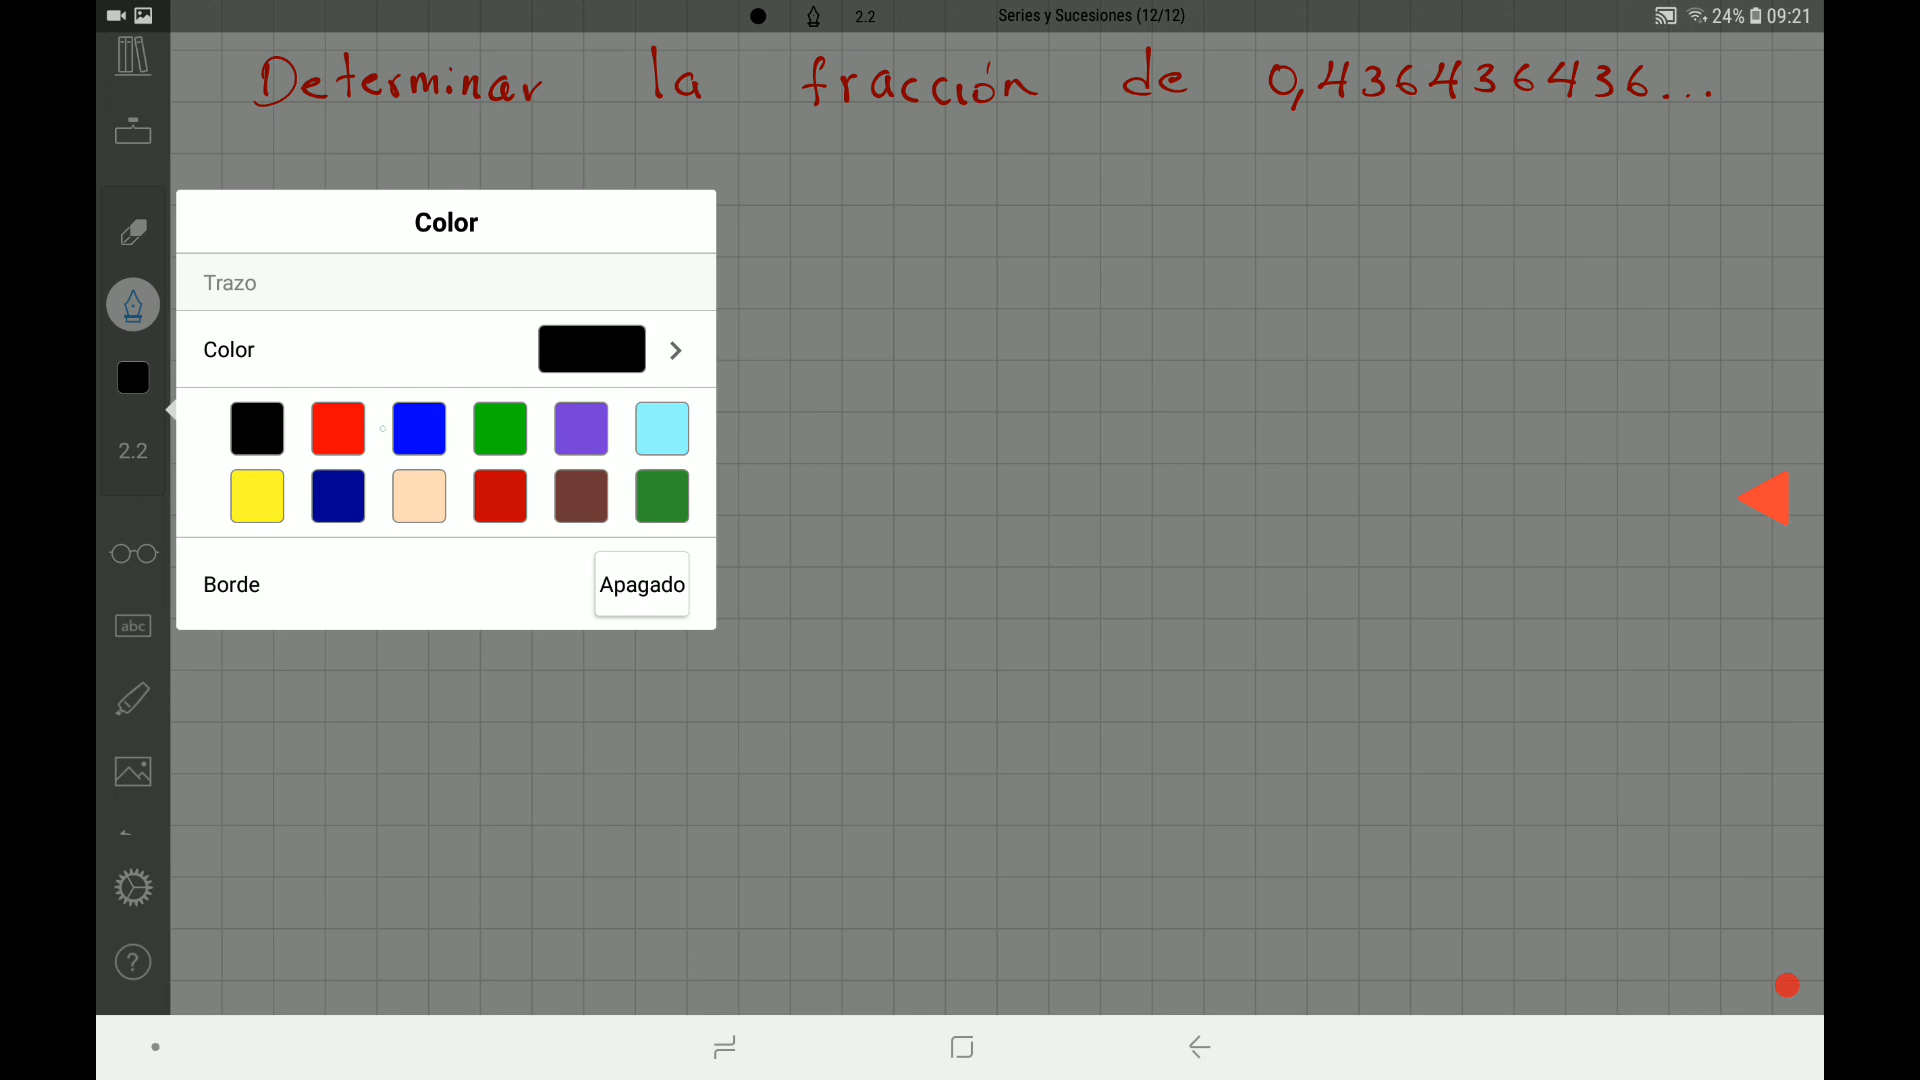 2.2 Series y Sucesiones (12/12) 24% 09:21
Determinar la fracción de 0,436436436...
Color
Trazo
Color
2.2
Borde Apagado
abc
?